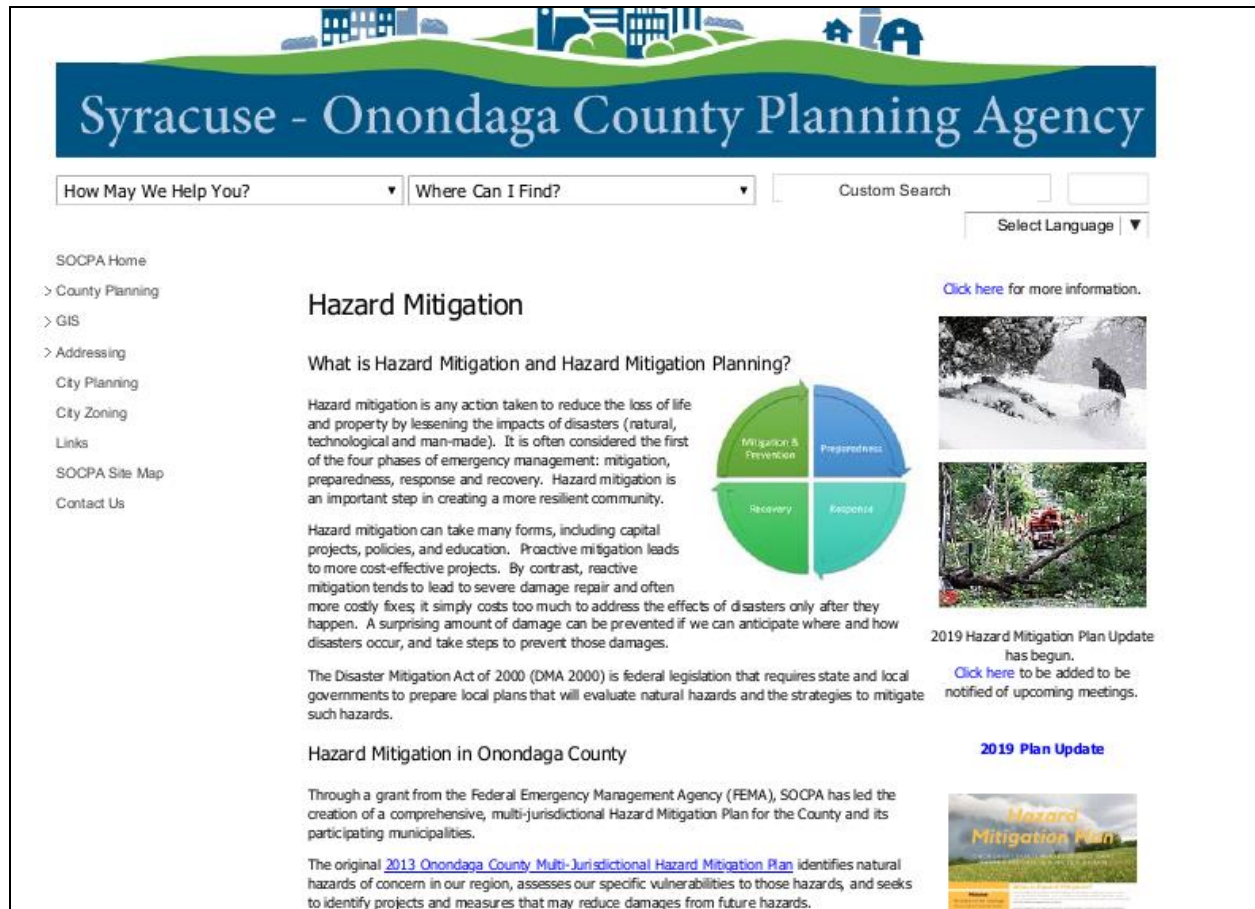 Syracuse - Onondaga County Planning Agency
How May We Help You?
Where Can I Find?
Custom Search
Select Language
SOCPA Home
County Planning
GIS
Addressing
City Planning
City Zoning
Links
SOCPA Site Map
Contact Us
Hazard Mitigation
What is Hazard Mitigation and Hazard Mitigation Planning?
Hazard mitigation is any action taken to reduce the loss of life
and property by lessening the impacts of disasters (natural,
technological and man-made). It is often considered the first
of the four phases of emergency management: mitigation,
preparedness, response and recovery. Hazard mitigation is
an important step in creating a more resilient community.
Mitigation &
Prevention
Preparedness
Recovery
Response
Hazard mitigation can take many forms, including capital
projects, policies, and education. Proactive mitigation leads
to more cost-effective projects. By contrast, reactive
mitigation tends to lead to severe damage repair and often
more costly fixes; it simply costs too much to address the effects of disasters only after they
happen. A surprising amount of damage can be prevented if we can anticipate where and how
disasters occur, and take steps to prevent those damages.
The Disaster Mitigation Act of 2000 (DMA 2000) is federal legislation that requires state and local
governments to prepare local plans that will evaluate natural hazards and the strategies to mitigate
such hazards.
Hazard Mitigation in Onondaga County
Through a grant from the Federal Emergency Management Agency (FEMA), SOCPA has led the
creation of a comprehensive, multi-jurisdictional Hazard Mitigation Plan for the County and its
participating municipalities.
The original 2013 Onondaga County Multi-Jurisdictional Hazard Mitigation Plan identifies natural
hazards of concern in our region, assesses our specific vulnerabilities to those hazards, and seeks
to identify projects and measures that may reduce damages from future hazards.
Click here for more information.
2019 Hazard Mitigation Plan Update
has begun.
Click here to be added to be
notified of upcoming meetings.
2019 Plan Update
Hazard
Mitigation Plan